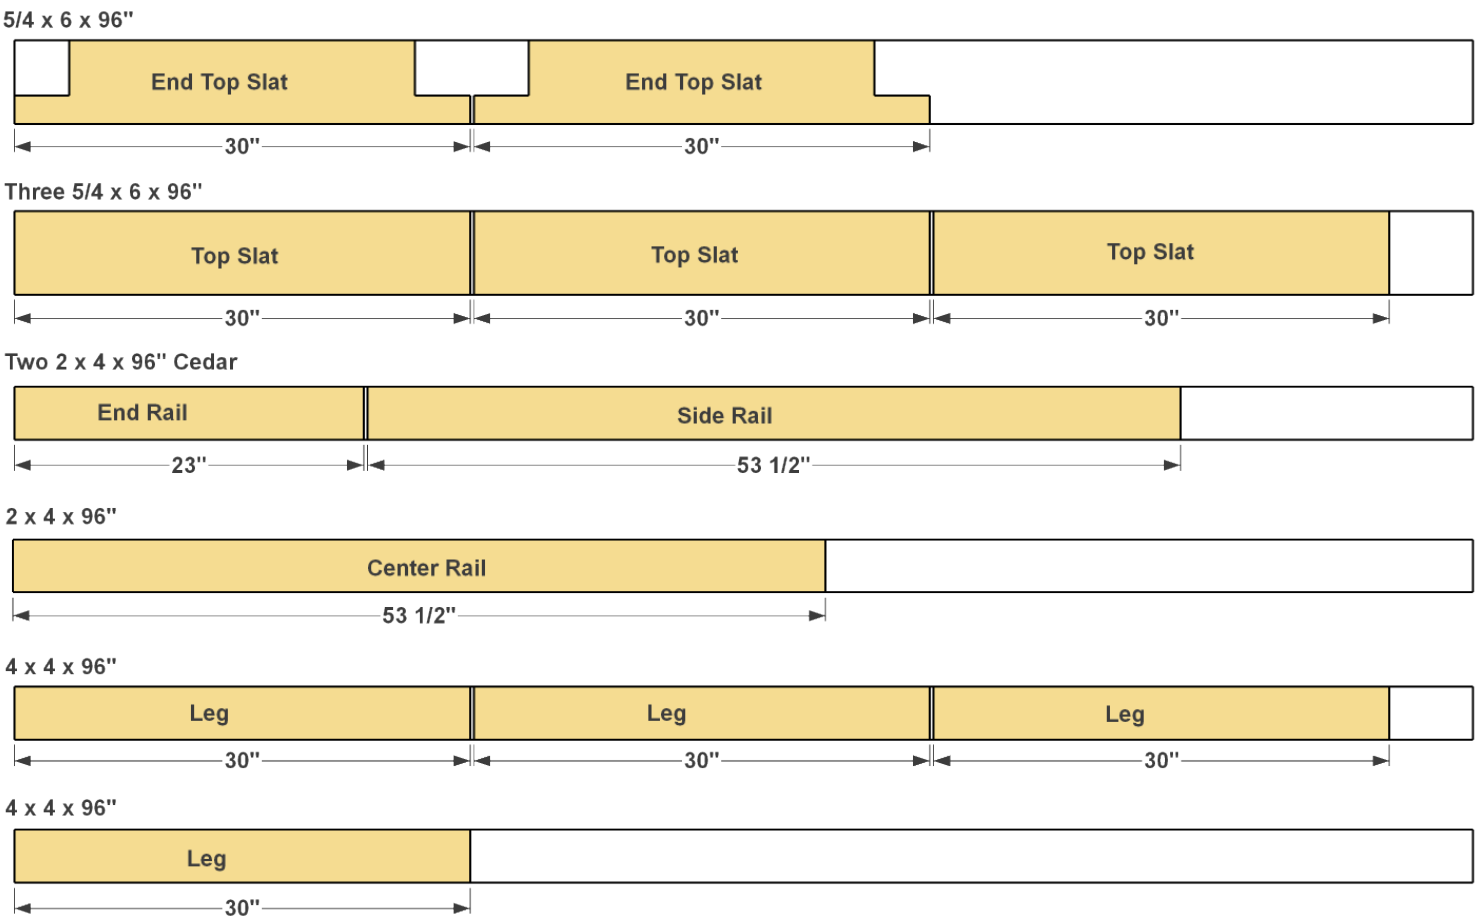 5/4 x 6 x 96"
End Top Slat End Top Slat
30" 30"
Three 5/4 x 6 x 96"
Top Slat Top Slat Top Slat
30" 30" 30"
Two 2 x 4 x 96" Cedar
End Rail Side Rail
23" 53 1/2"
2 x 4 x 96"
Center Rail
53 1/2"
4 x 4 x 96"
Leg Leg Leg
30" 30" 30"
4 x 4 x 96"
Leg
30"